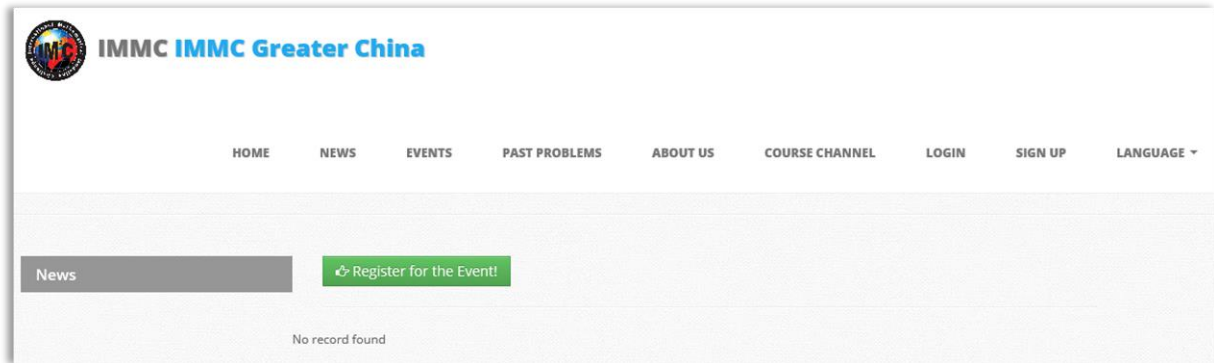 IMMC IMMC Greater China
HOME NEWS EVENTS PAST PROBLEMS ABOUT US COURSE CHANNEL LOGIN SIGN UP LANGUAGE
News
Register for the Event!
No record found